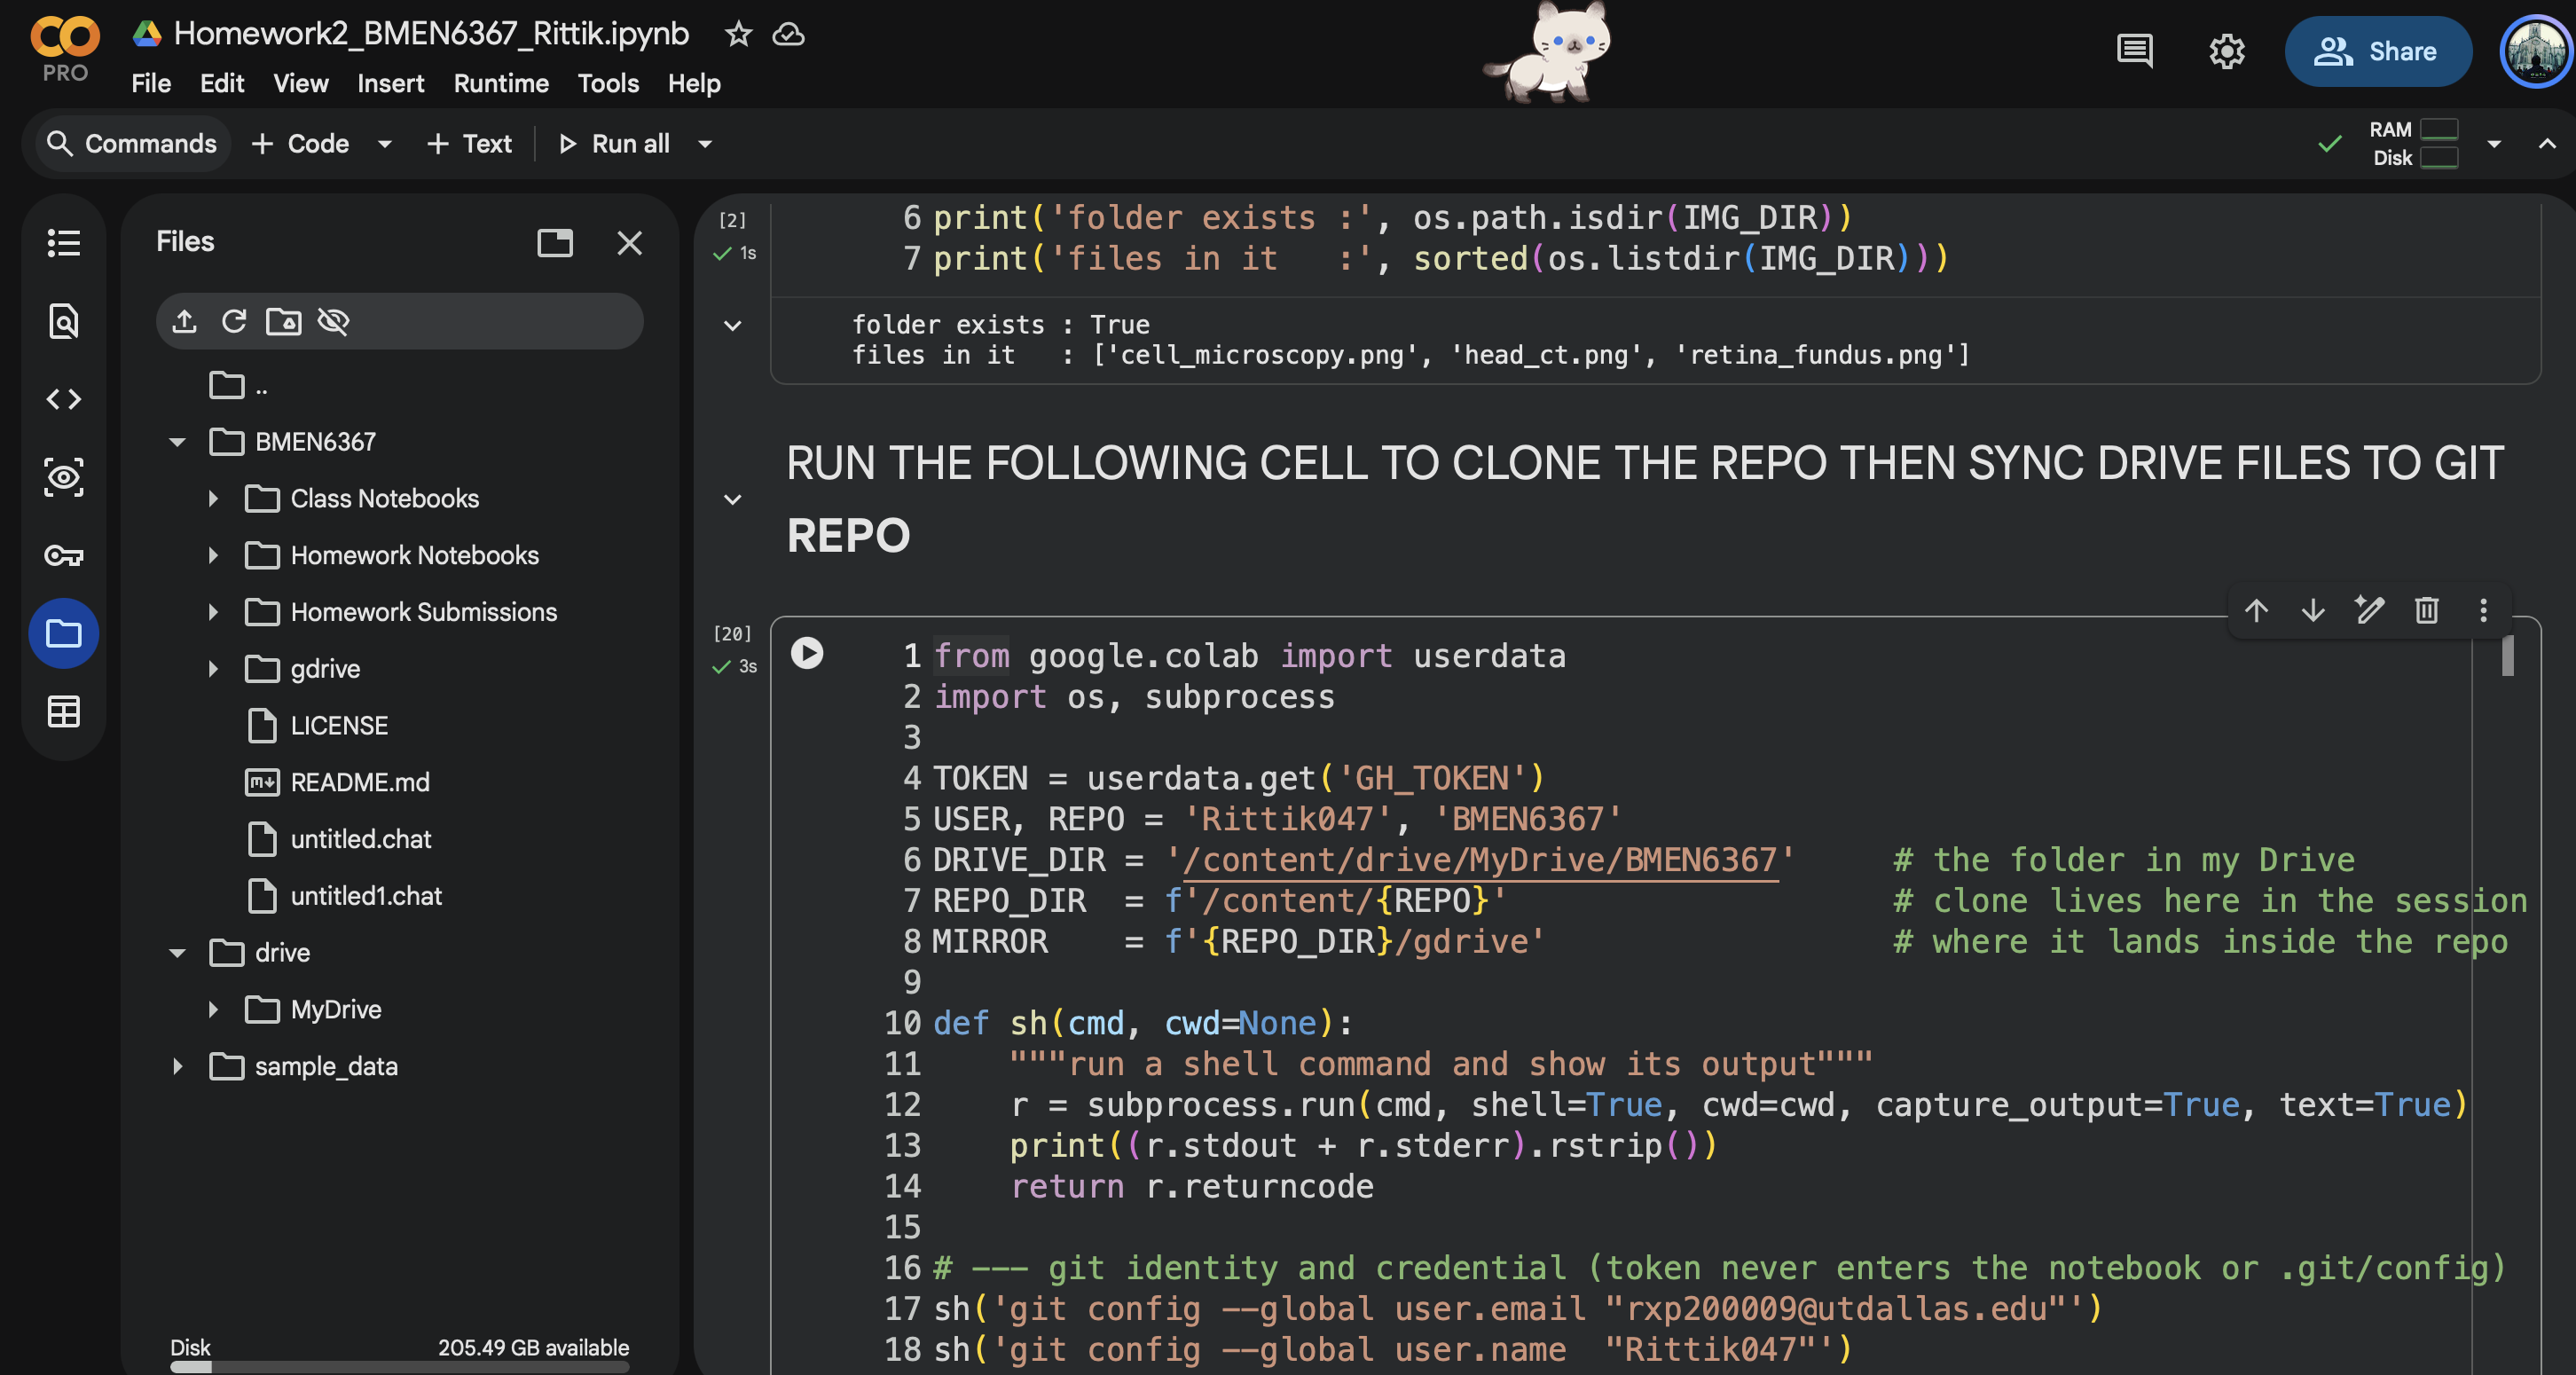 Homework2_BMEN6367_Rittik.ipynb
PRO
File Edit View Insert Runtime Tools Help
Share
Commands + Code + Text Run all
RAM
Disk
Files
..
BMEN6367
Class Notebooks
Homework Notebooks
Homework Submissions
gdrive
LICENSE
README.md
untitled.chat
untitled1.chat
drive
MyDrive
sample_data
Disk 205.49 GB available
[2]
1s
6 print('folder exists :', os.path.isdir(IMG_DIR))
7 print('files in it   :', sorted(os.listdir(IMG_DIR)))
folder exists : True
files in it   : ['cell_microscopy.png', 'head_ct.png', 'retina_fundus.png']
RUN THE FOLLOWING CELL TO CLONE THE REPO THEN SYNC DRIVE FILES TO GIT
REPO
[20]
3s
1 from google.colab import userdata
2 import os, subprocess
3
4 TOKEN = userdata.get('GH_TOKEN')
5 USER, REPO = 'Rittik047', 'BMEN6367'
6 DRIVE_DIR = '/content/drive/MyDrive/BMEN6367'     # the folder in my Drive
7 REPO_DIR  = f'/content/{REPO}'                    # clone lives here in the session
8 MIRROR    = f'{REPO_DIR}/gdrive'                  # where it lands inside the repo
9
10 def sh(cmd, cwd=None):
11     """run a shell command and show its output"""
12     r = subprocess.run(cmd, shell=True, cwd=cwd, capture_output=True, text=True)
13     print((r.stdout + r.stderr).rstrip())
14     return r.returncode
15
16 # --- git identity and credential (token never enters the notebook or .git/config)
17 sh('git config --global user.email "rxp200009@utdallas.edu"')
18 sh('git config --global user.name  "Rittik047"')